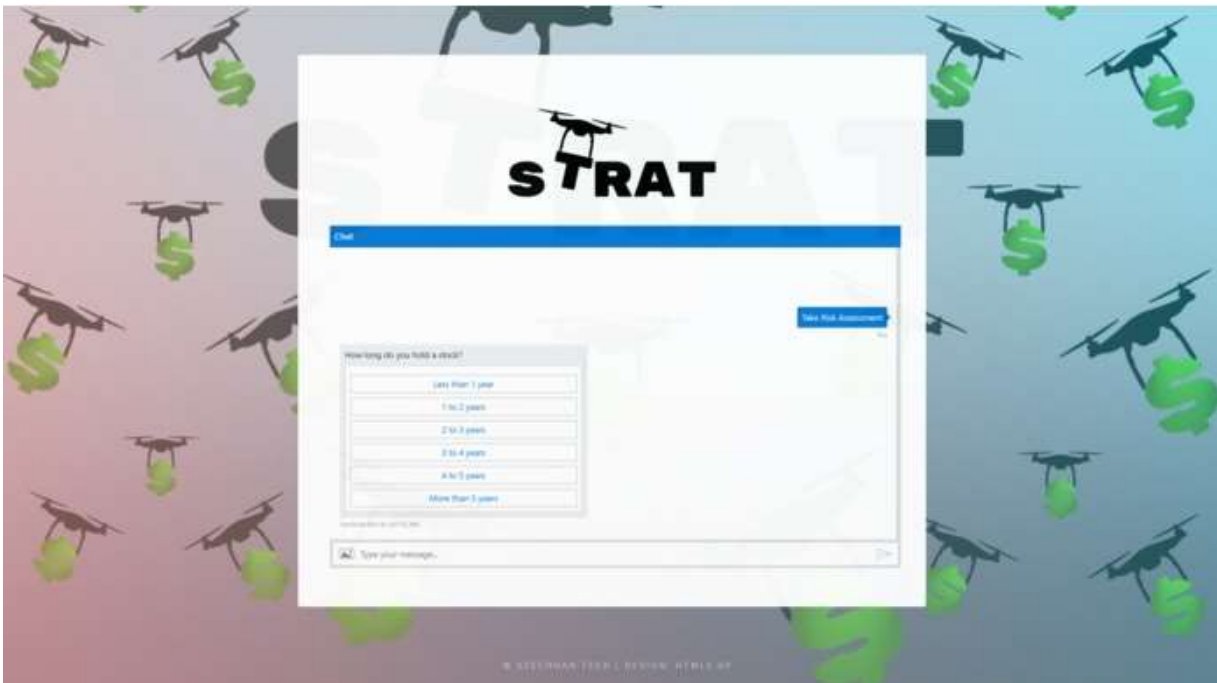 STRAT
STRAT
Chat
Take Risk Assessment
How long do you hold a stock?
Less than 1 year
1 to 2 years
2 to 3 years
3 to 4 years
4 to 5 years
More than 5 years
Type your message...